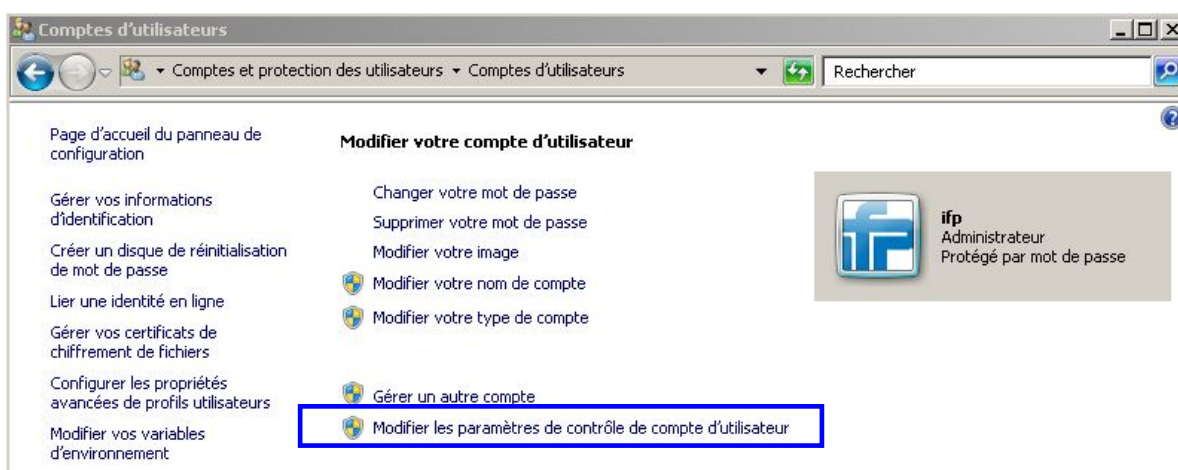 Comptes d'utilisateurs
Comptes et protection des utilisateurs Comptes d'utilisateurs
Rechercher
Page d'accueil du panneau de
configuration
Gérer vos informations
d'identification
Créer un disque de réinitialisation
de mot de passe
Lier une identité en ligne
Gérer vos certificats de
chiffrement de fichiers
Configurer les propriétés
avancées de profils utilisateurs
Modifier vos variables
d'environnement
Modifier votre compte d'utilisateur
Changer votre mot de passe
Supprimer votre mot de passe
Modifier votre image
Modifier votre nom de compte
Modifier votre type de compte
Gérer un autre compte
Modifier les paramètres de contrôle de compte d'utilisateur
ifp
Administrateur
Protégé par mot de passe